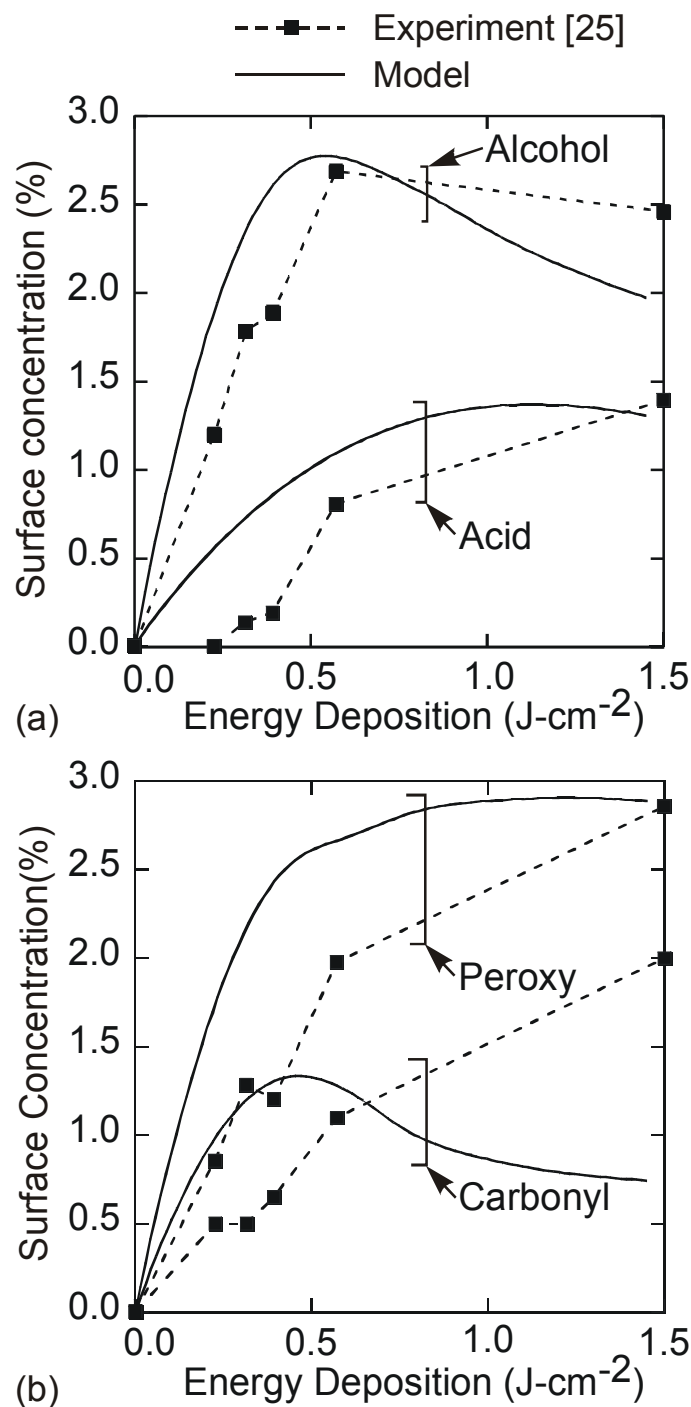 Experiment [25]
Model
3.0
2.5
2.0
1.5
1.0
0.5
0.0
Surface concentration (%)
Alcohol
Acid
0.0 0.5 1.0 1.5
(a) Energy Deposition (J-cm-2)
3.0
2.5
2.0
1.5
1.0
0.5
0.0
Surface Concentration(%)
Peroxy
Carbonyl
0.0 0.5 1.0 1.5
(b) Energy Deposition (J-cm-2)